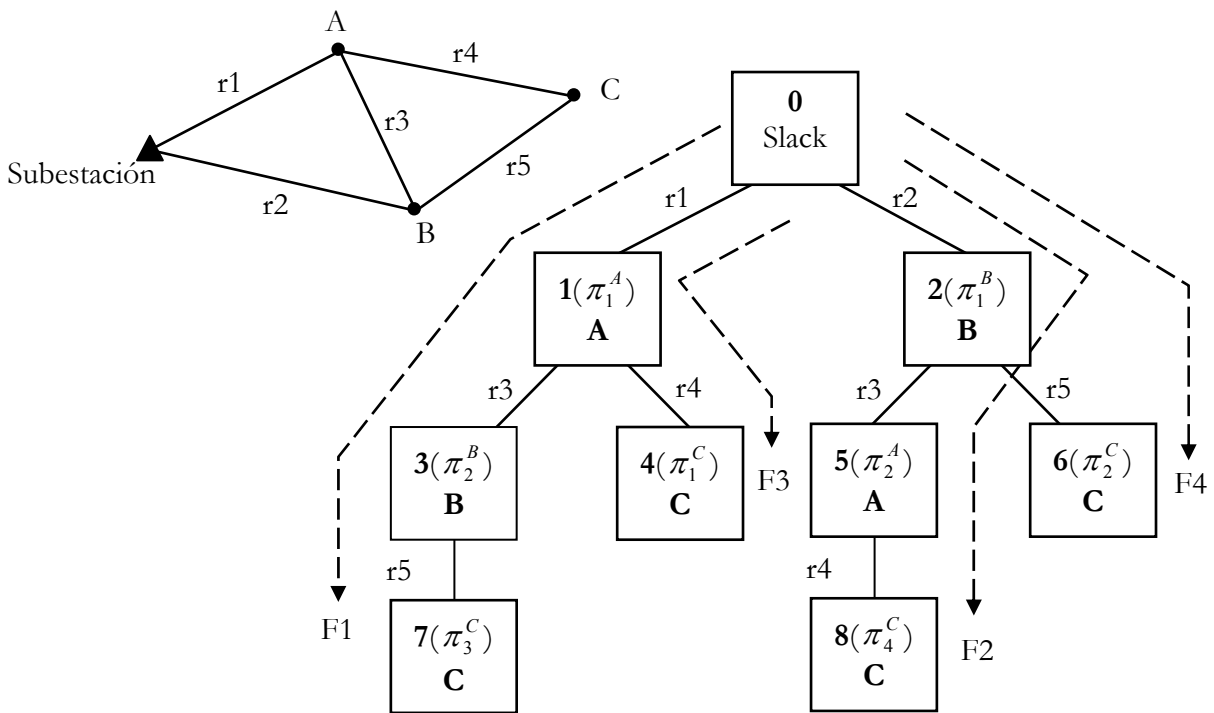 A
r4
r1
C
r3
Subestación
r5
r2
B
0
Slack
r1
r2
1(π₁ᴬ)
A
2(π₁ᴮ)
B
r3
r4
r3
r5
3(π₂ᴮ)
B
4(π₁ᶜ)
C
F3
5(π₂ᴬ)
A
6(π₂ᶜ)
C
F4
r5
r4
F1
7(π₃ᶜ)
C
8(π₄ᶜ)
C
F2